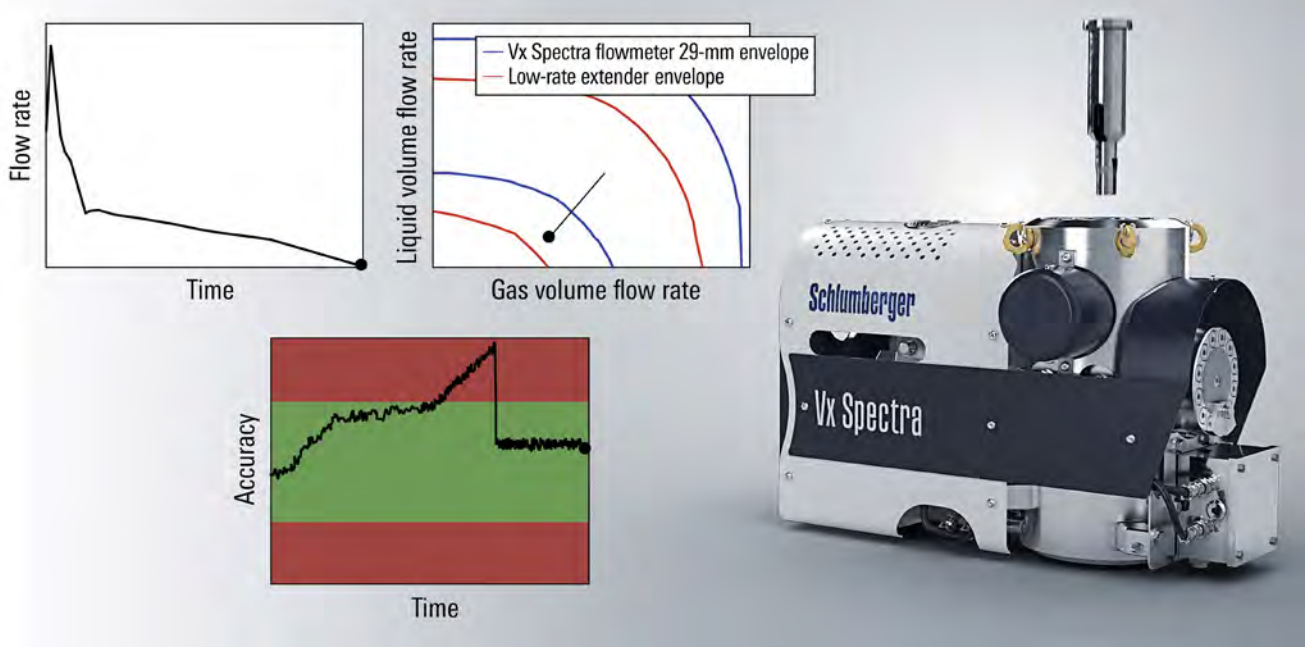 Flow rate
Time
Liquid volume flow rate
Vx Spectra flowmeter 29-mm envelope
Low-rate extender envelope
Gas volume flow rate
Accuracy
Time
Schlumberger
Vx Spectra